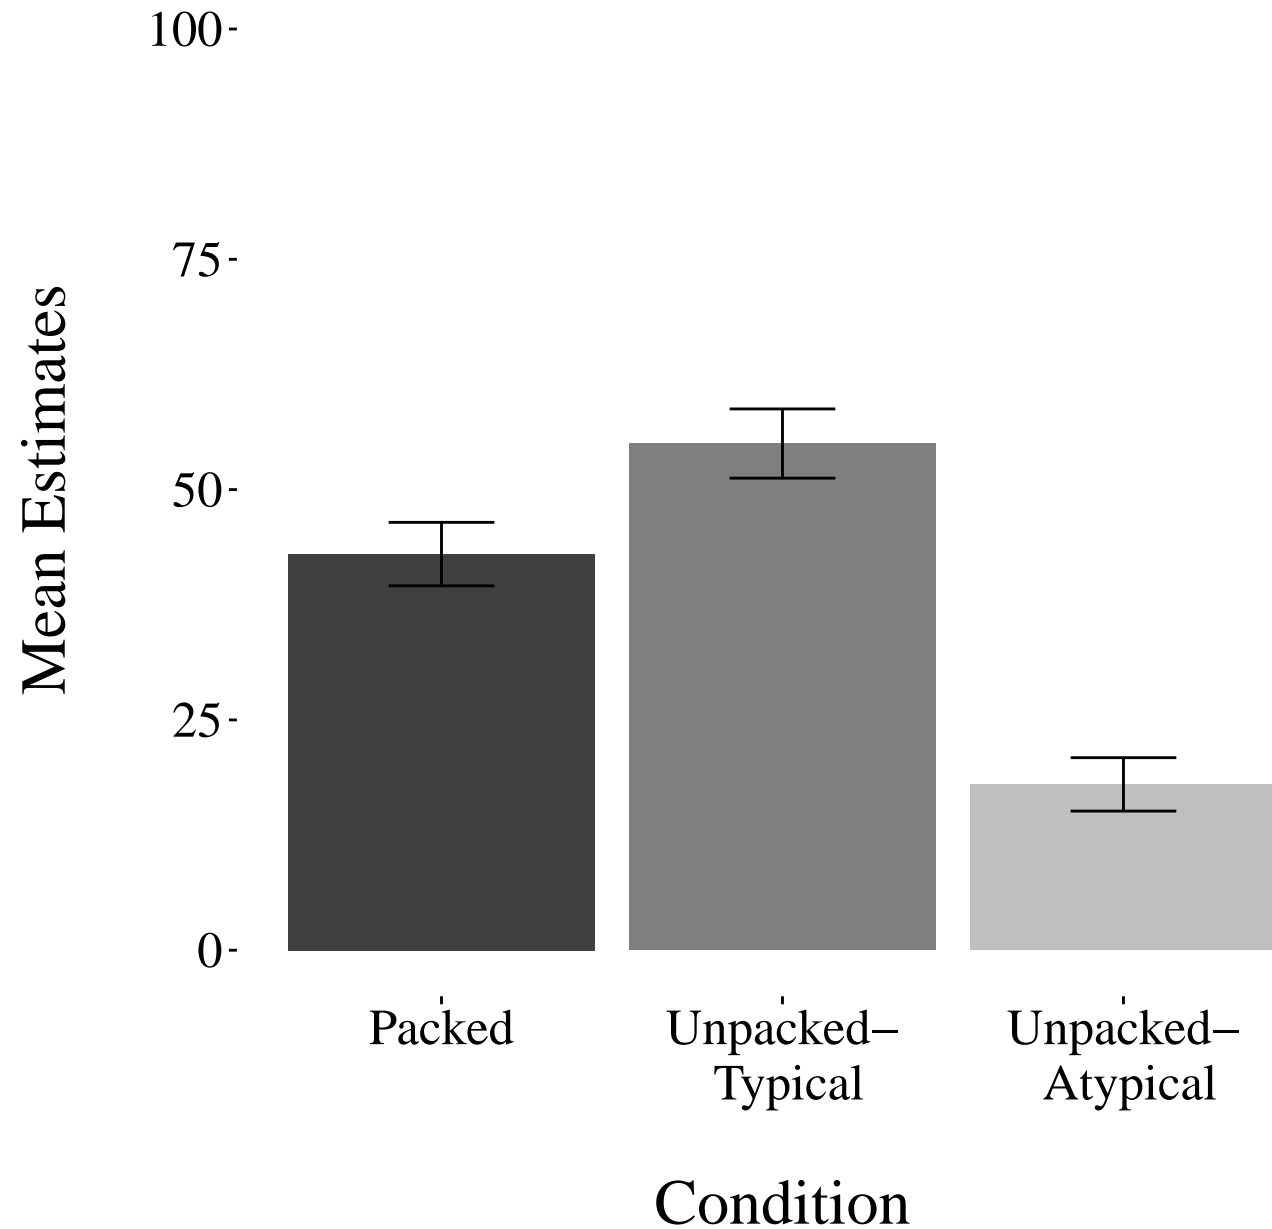 100
75
50
25
0
Mean Estimates
Packed
Unpacked–
Typical
Unpacked–
Atypical
Condition